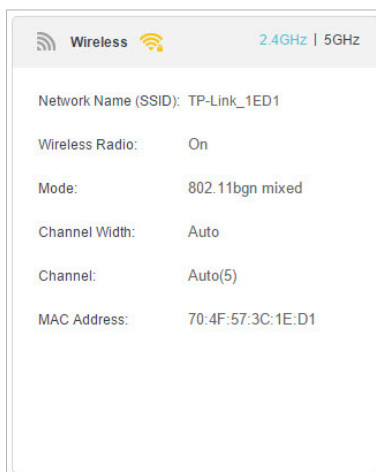 Wireless 2.4GHz | 5GHz
Network Name (SSID): TP-Link_1ED1
Wireless Radio: On
Mode: 802.11bgn mixed
Channel Width: Auto
Channel: Auto(5)
MAC Address: 70:4F:57:3C:1E:D1